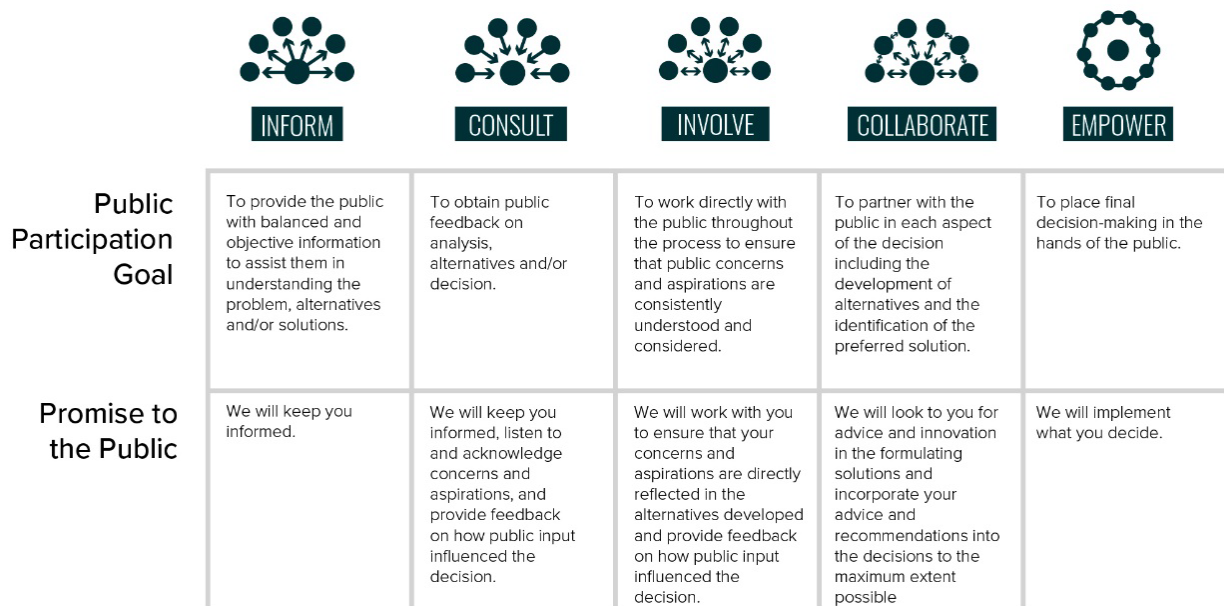 INFORM
CONSULT
INVOLVE
COLLABORATE
EMPOWER
Public
Participation
Goal
To provide the public
with balanced and
objective information
to assist them in
understanding the
problem, alternatives
and/or solutions.
To obtain public
feedback on
analysis,
alternatives and/or
decision.
To work directly with
the public throughout
the process to ensure
that public concerns
and aspirations are
consistently
understood and
considered.
To partner with the
public in each aspect
of the decision
including the
development of
alternatives and the
identification of the
preferred solution.
To place final
decision-making in the
hands of the public.
Promise to
the Public
We will keep you
informed.
We will keep you
informed, listen to
and acknowledge
concerns and
aspirations, and
provide feedback
on how public input
influenced the
decision.
We will work with you
to ensure that your
concerns and
aspirations are directly
reflected in the
alternatives developed
and provide feedback
on how public input
influenced the
decision.
We will look to you for
advice and innovation
in the formulating
solutions and
incorporate your
advice and
recommendations into
the decisions to the
maximum extent
possible
We will implement
what you decide.